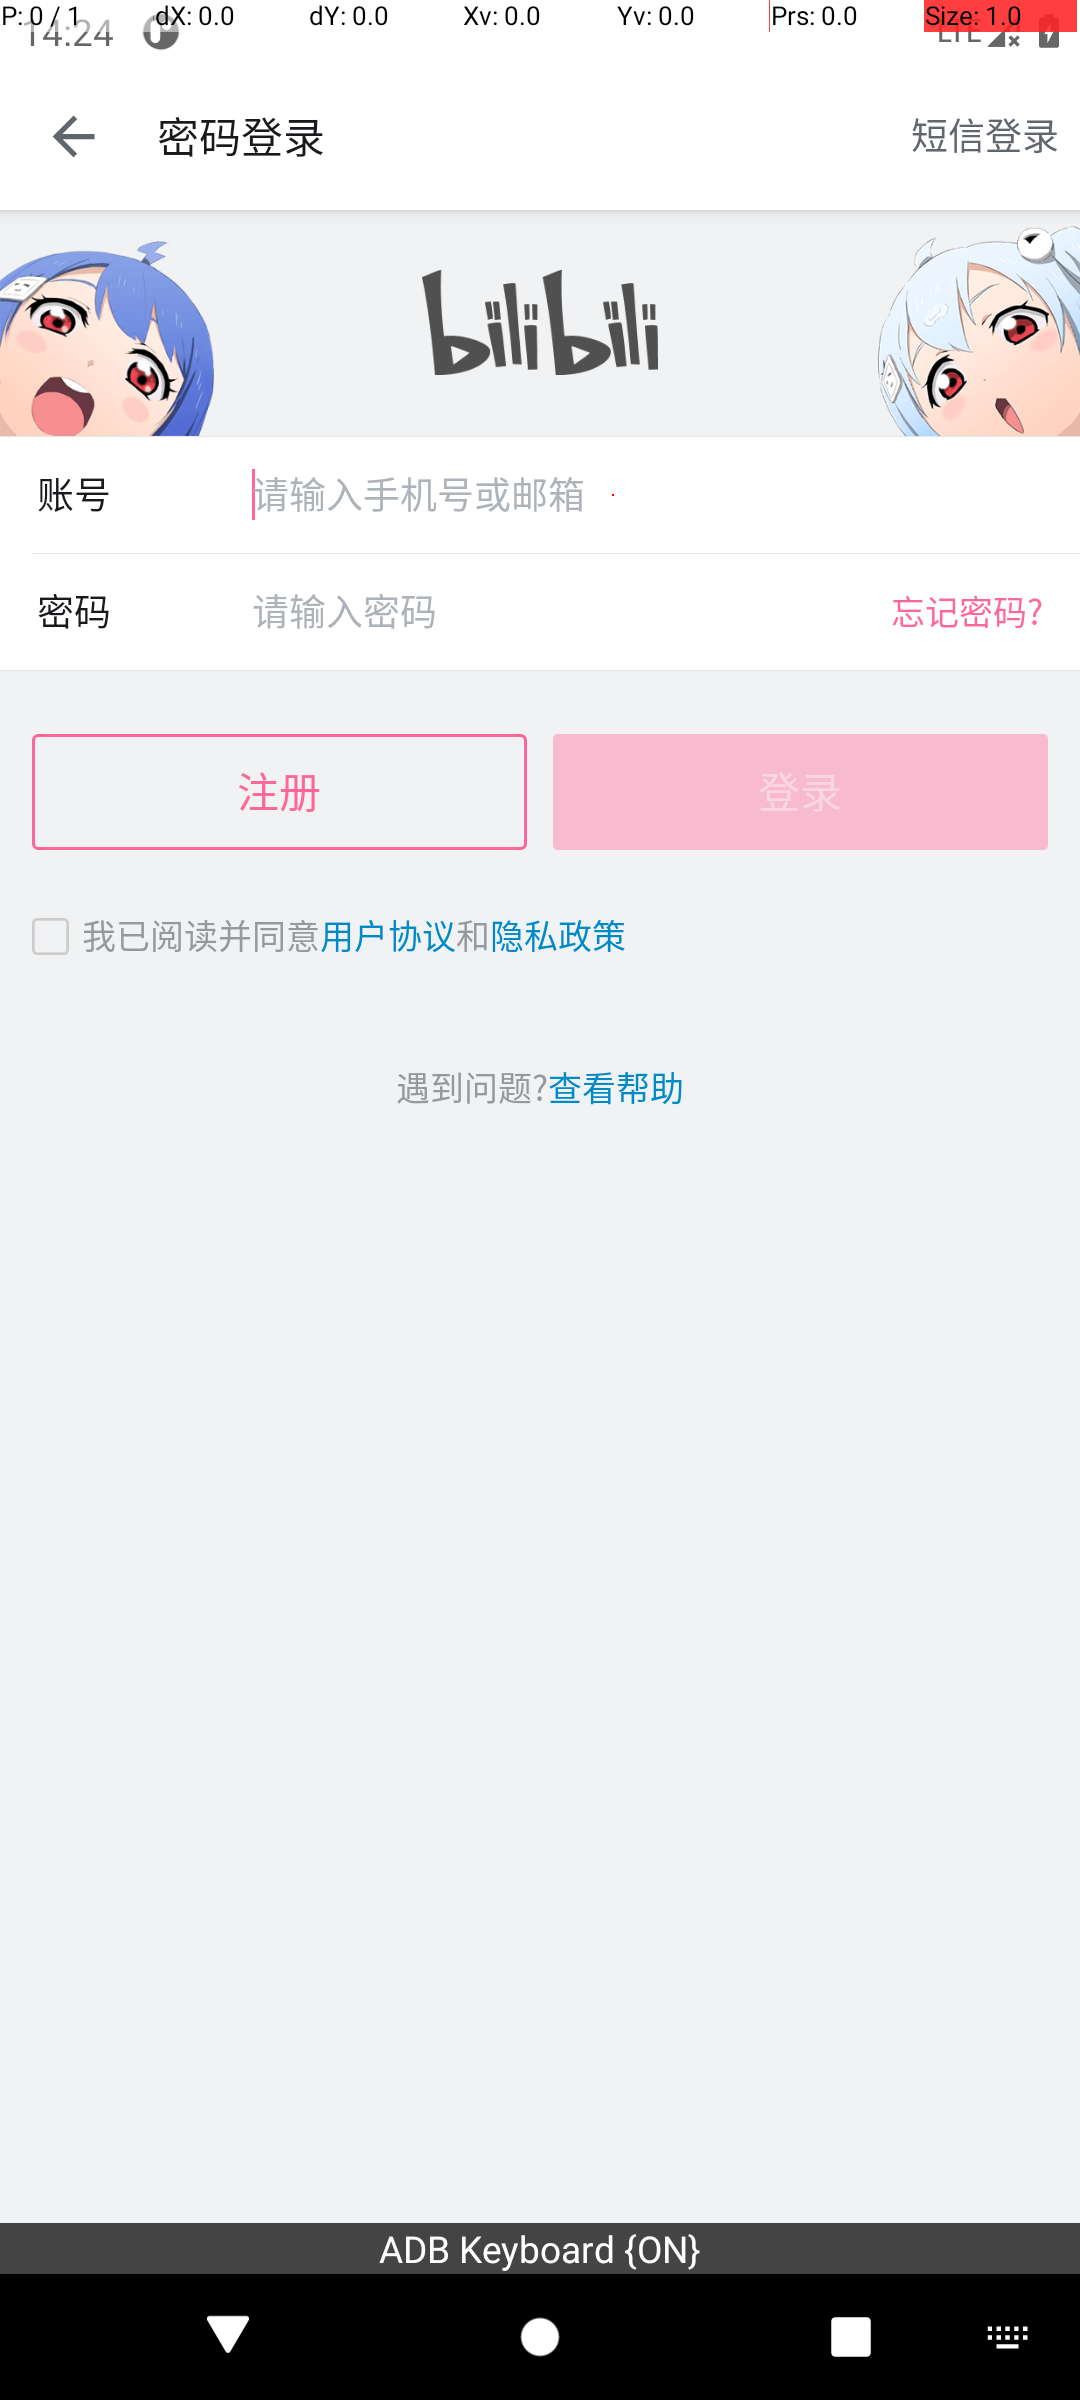 P: 0 / 1 dX: 0.0 dY: 0.0 Xv: 0.0 Yv: 0.0 Prs: 0.0 Size: 1.0
14:24 LTE
密码登录 短信登录
bilibili
账号 请输入手机号或邮箱
密码 请输入密码 忘记密码?
注册 登录
我已阅读并同意用户协议和隐私政策
遇到问题?查看帮助
ADB Keyboard {ON}